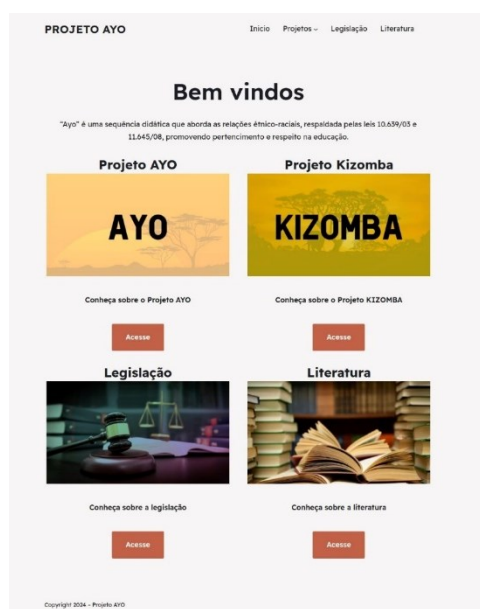 PROJETO AYO
Início Projetos Legislação Literatura
Bem vindos
"Ayo" é uma sequência didática que aborda as relações étnico-raciais, respaldada pelas leis 10.639/03 e
11.645/08, promovendo pertencimento e respeito na educação.
Projeto AYO Projeto Kizomba
AYO KIZOMBA
Conheça sobre o Projeto AYO Conheça sobre o Projeto KIZOMBA
Acesse Acesse
Legislação Literatura
Conheça sobre a legislação Conheça sobre a literatura
Acesse Acesse
Copyright 2024 - Projeto AYO